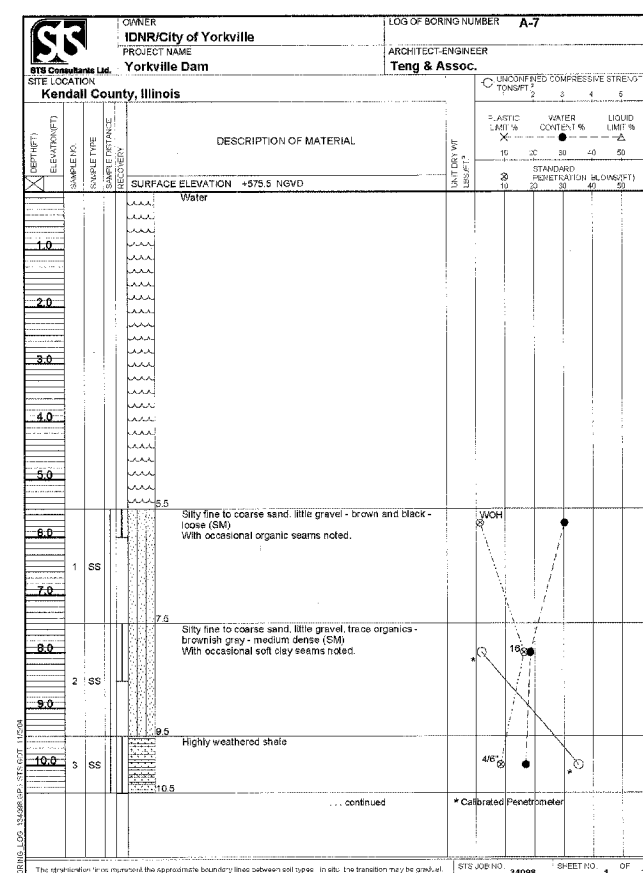 STS
STS Consultants Ltd.
OWNER
IDNR/City of Yorkville
LOG OF BORING NUMBER A-7
PROJECT NAME
Yorkville Dam
ARCHITECT-ENGINEER
Teng & Assoc.
SITE LOCATION
Kendall County, Illinois
UNCONFINED COMPRESSIVE STRENGT
TONS/FT.2
1 2 3 4 5
DEPTH(FT)
ELEVATION(FT)
SAMPLE NO.
SAMPLE TYPE
SAMPLE DISTANCE
RECOVERY
DESCRIPTION OF MATERIAL
SURFACE ELEVATION +575.5 NGVD
UNIT DRY WT
LBS/FT3
PLASTIC LIMIT %
WATER CONTENT %
LIQUID LIMIT %
10 20 30 40 50
STANDARD
PENETRATION BLOWS/(FT)
10 20 30 40 50
Water
1.0
2.0
3.0
4.0
5.0
5.5
Silty fine to coarse sand, little gravel - brown and black -
loose (SM)
With occasional organic seams noted.
WOH
6.0
1 SS
7.0
7.5
Silty fine to coarse sand, little gravel, trace organics -
brownish gray - medium dense (SM)
With occasional soft clay seams noted.
8.0
16
*
2 SS
9.0
9.5
Highly weathered shale
10.0
3 SS
4/6"
*
10.5
... continued
* Calibrated Penetrometer
The stratification lines represent the approximate boundary lines between soil types: in situ, the transition may be gradual.
STS JOB NO. 34098
SHEET NO. 1 OF